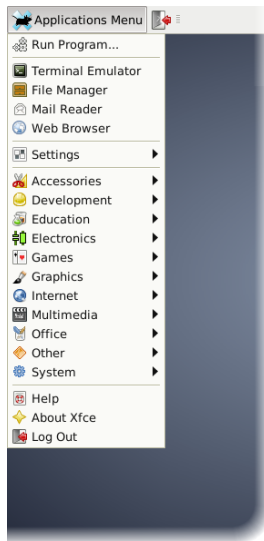 Applications Menu
Run Program...
Terminal Emulator
File Manager
Mail Reader
Web Browser
Settings
Accessories
Development
Education
Electronics
Games
Graphics
Internet
Multimedia
Office
Other
System
Help
About Xfce
Log Out